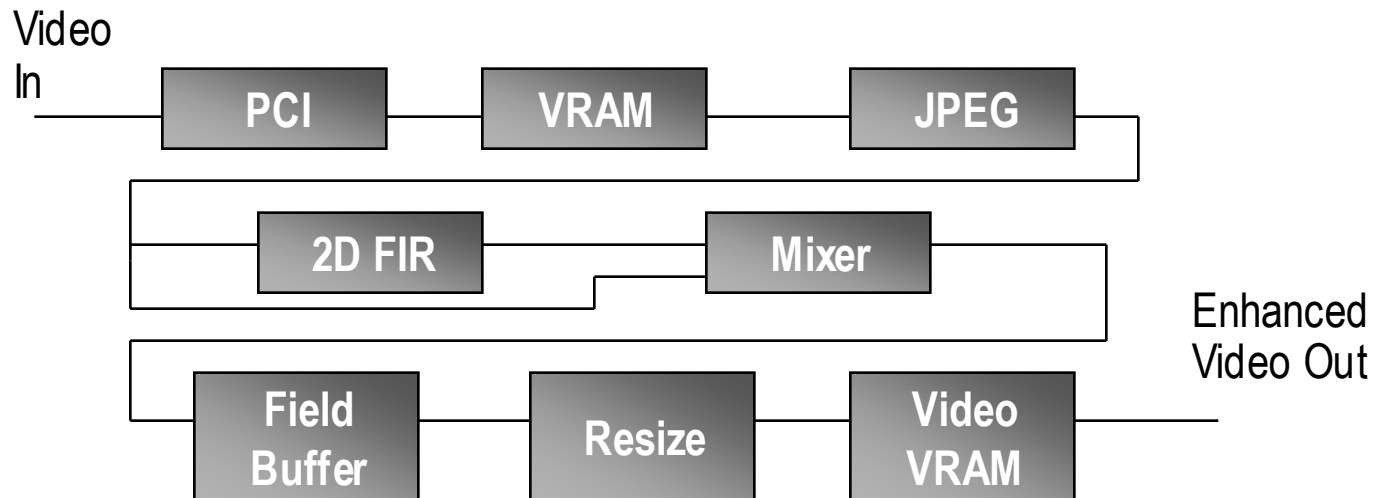 Video
In
PCI
VRAM
JPEG
2D FIR
Mixer
Enhanced
Video Out
Field
Buffer
Resize
Video
VRAM